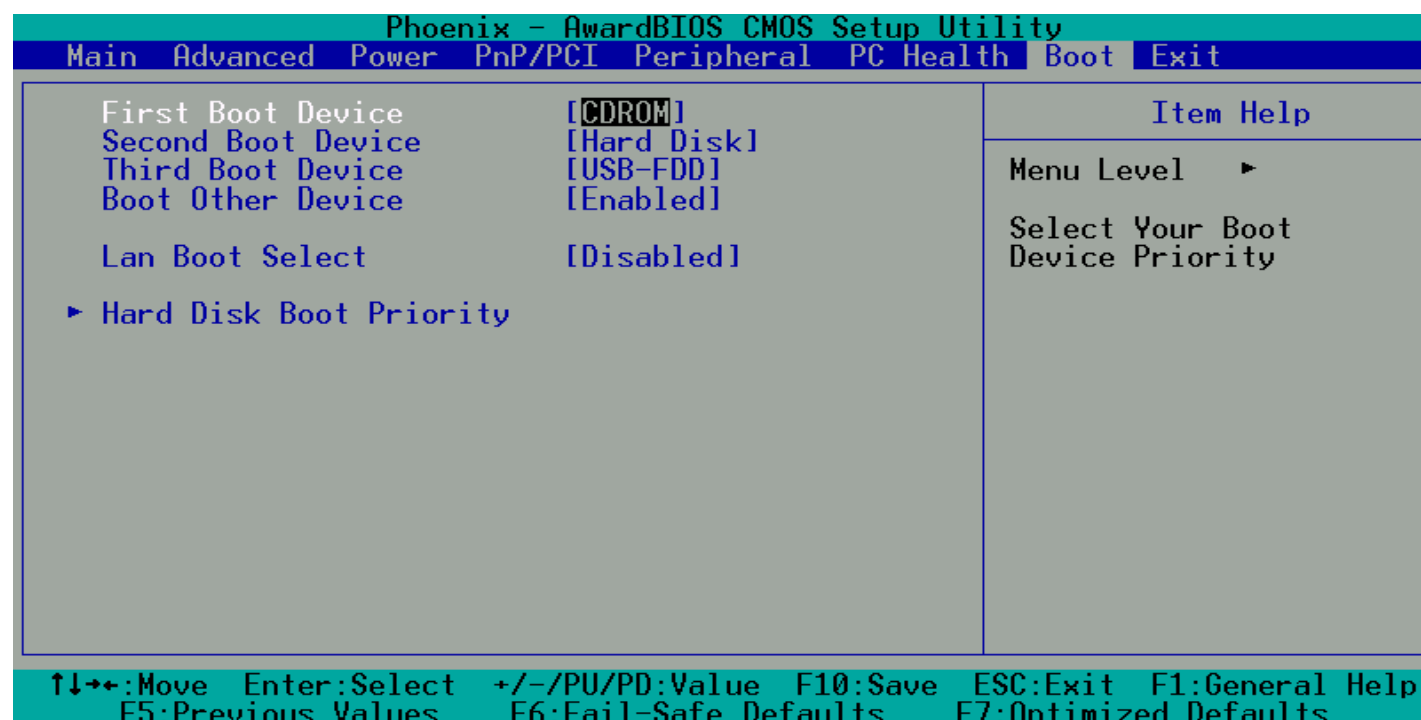 Phoenix - AwardBIOS CMOS Setup Utility
Main Advanced Power PnP/PCI Peripheral PC Health Boot Exit
First Boot Device [CDROM]
Second Boot Device [Hard Disk]
Third Boot Device [USB-FDD]
Boot Other Device [Enabled]
Lan Boot Select [Disabled]
► Hard Disk Boot Priority
Item Help
Menu Level ►
Select Your Boot
Device Priority
↑↓→←:Move Enter:Select +/-/PU/PD:Value F10:Save ESC:Exit F1:General Help
F5:Previous Values F6:Fail-Safe Defaults F7:Optimized Defaults